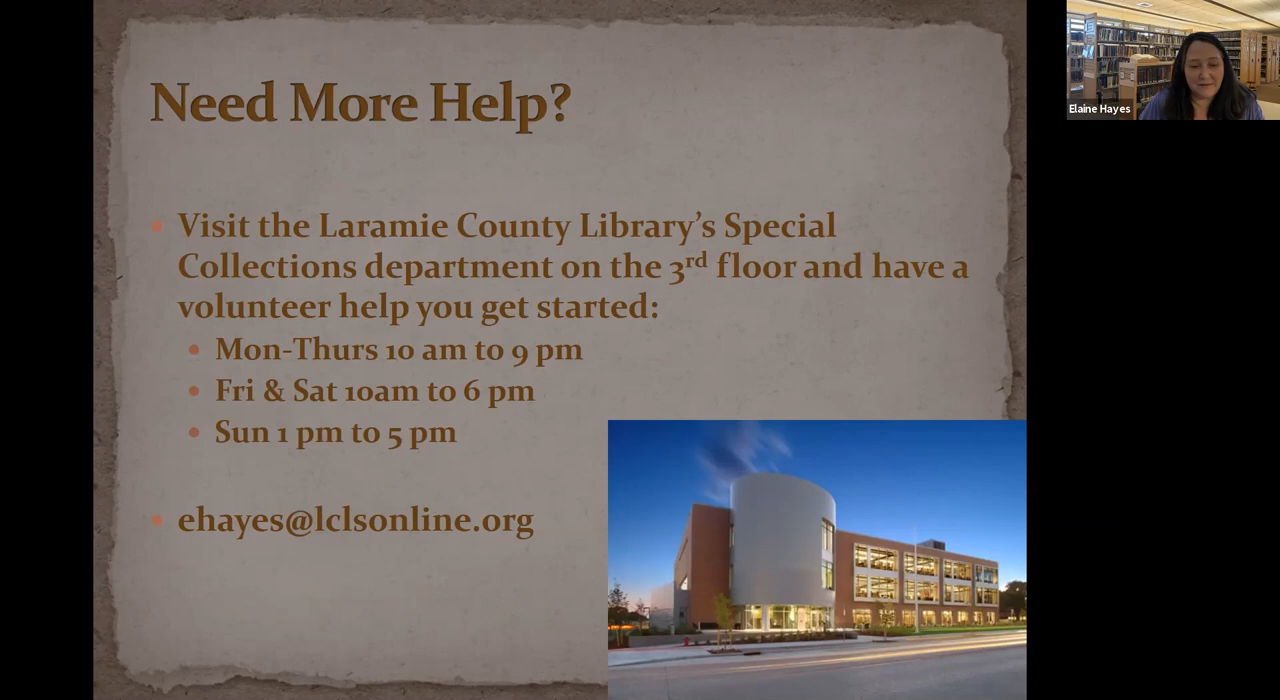 Need More Help?
Visit the Laramie County Library’s Special
Collections department on the 3rd floor and have a
volunteer help you get started:
Mon-Thurs 10 am to 9 pm
Fri & Sat 10am to 6 pm
Sun 1 pm to 5 pm
ehayes@lclsonline.org
Elaine Hayes